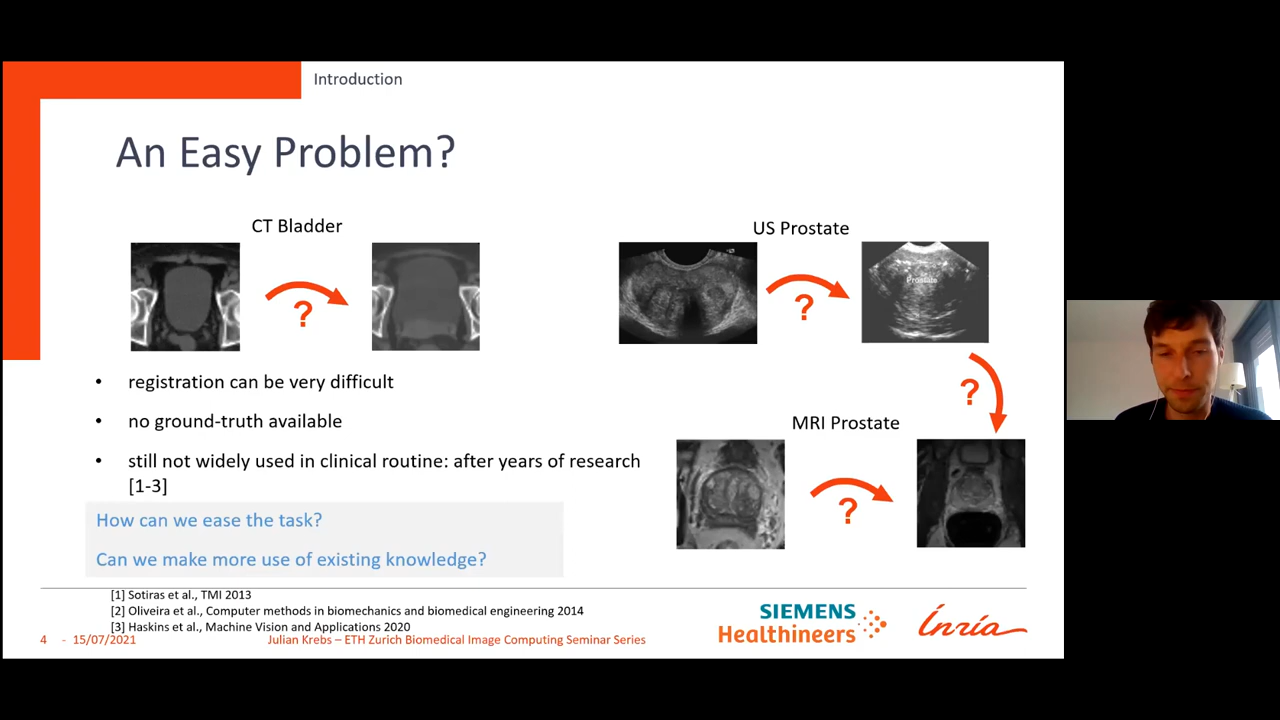 Introduction
An Easy Problem?
CT Bladder
?
US Prostate
Prostate
?
?
MRI Prostate
?
• registration can be very difficult
• no ground-truth available
• still not widely used in clinical routine: after years of research
[1-3]
How can we ease the task?
Can we make more use of existing knowledge?
[1] Sotiras et al., TMI 2013
[2] Oliveira et al., Computer methods in biomechanics and biomedical engineering 2014
[3] Haskins et al., Machine Vision and Applications 2020
4 - 15/07/2021
Julian Krebs – ETH Zurich Biomedical Image Computing Seminar Series
SIEMENS
Healthineers
Inria